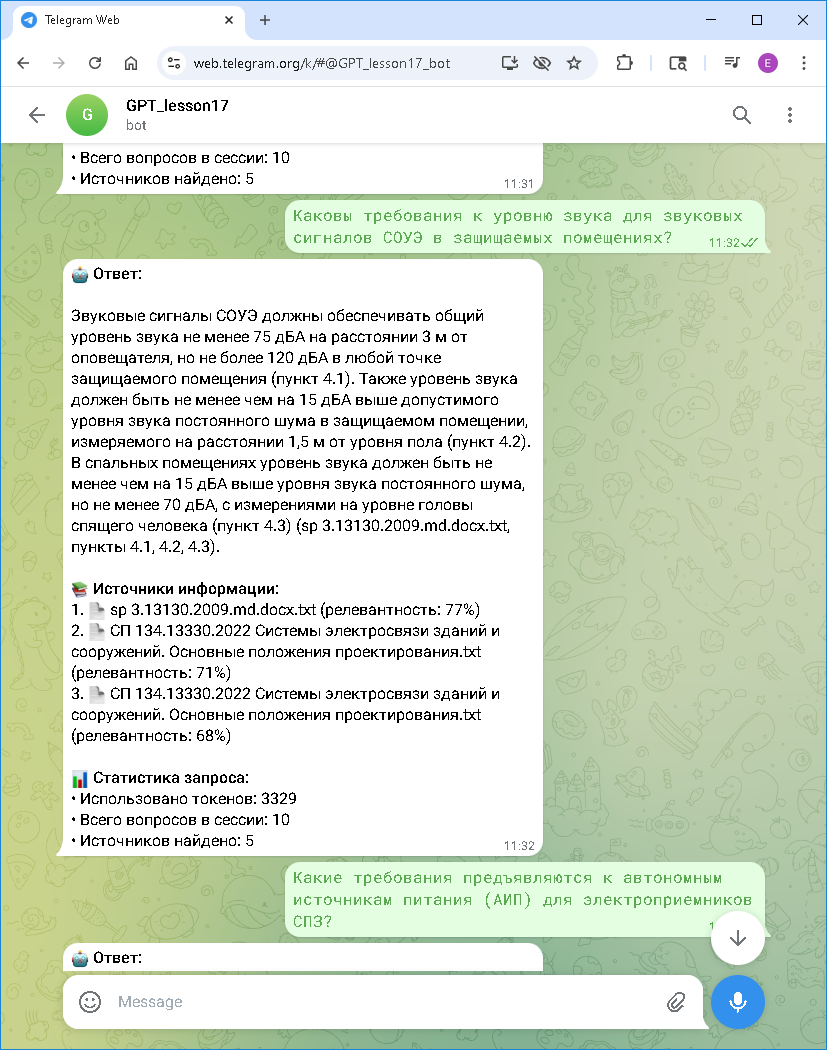 Telegram Web
web.telegram.org/k/#@GPT_lesson17_bot
E
G
GPT_lesson17
bot
• Всего вопросов в сессии: 10
• Источников найдено: 5
11:31
Каковы требования к уровню звука для звуковых
сигналов СОУЭ в защищаемых помещениях?
11:32
Ответ:
Звуковые сигналы СОУЭ должны обеспечивать общий
уровень звука не менее 75 дБА на расстоянии 3 м от
оповещателя, но не более 120 дБА в любой точке
защищаемого помещения (пункт 4.1). Также уровень звука
должен быть не менее чем на 15 дБА выше допустимого
уровня звука постоянного шума в защищаемом помещении,
измеряемого на расстоянии 1,5 м от уровня пола (пункт 4.2).
В спальных помещениях уровень звука должен быть не
менее чем на 15 дБА выше уровня звука постоянного шума,
но не менее 70 дБА, с измерениями на уровне головы
спящего человека (пункт 4.3) (sp 3.13130.2009.md.docx.txt,
пункты 4.1, 4.2, 4.3).
Источники информации:
1. sp 3.13130.2009.md.docx.txt (релевантность: 77%)
2. СП 134.13330.2022 Системы электросвязи зданий и
сооружений. Основные положения проектирования.txt
(релевантность: 71%)
3. СП 134.13330.2022 Системы электросвязи зданий и
сооружений. Основные положения проектирования.txt
(релевантность: 68%)
Статистика запроса:
• Использовано токенов: 3329
• Всего вопросов в сессии: 10
• Источников найдено: 5
11:32
Какие требования предъявляются к автономным
источникам питания (АИП) для электроприемников
СПЗ?
Ответ:
Message